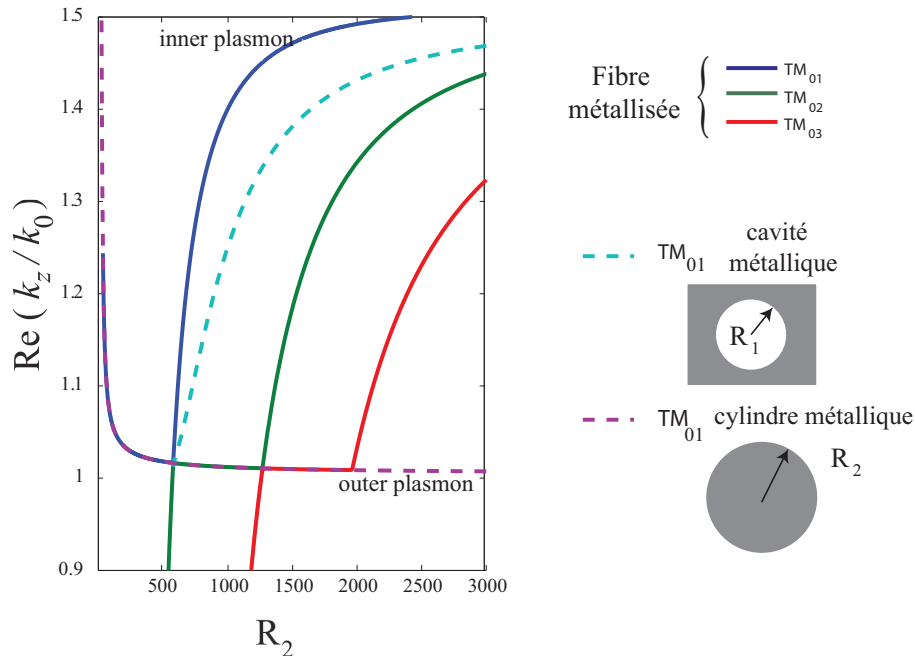 1.5
1.4
1.3
1.2
1.1
1
0.9
Re ( k_z / k_0 )
inner plasmon
outer plasmon
500
1000
1500
2000
2500
3000
R_2
Fibre
métallisée
TM_01
TM_02
TM_03
TM_01 cavité
métallique
R_1
TM_01 cylindre métallique
R_2